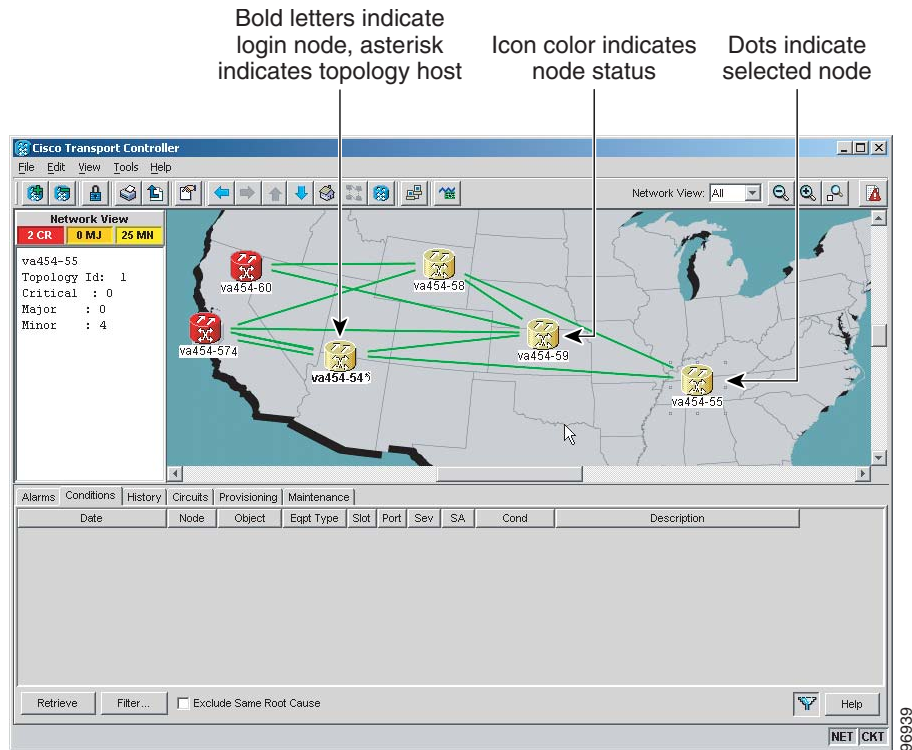 Bold letters indicate
login node, asterisk
indicates topology host
Icon color indicates
node status
Dots indicate
selected node
Cisco Transport Controller
File Edit View Tools Help
Network View: All
Network View
2 CR 0 MJ 25 MN
va454-55
Topology Id: 1
Critical : 0
Major : 0
Minor : 4
va454-60
va454-58
va454-574
va454-59
va454-54*
va454-55
Alarms Conditions History Circuits Provisioning Maintenance
Date Node Object Eqpt Type Slot Port Sev SA Cond Description
Retrieve Filter... Exclude Same Root Cause Help
NET CKT
96939